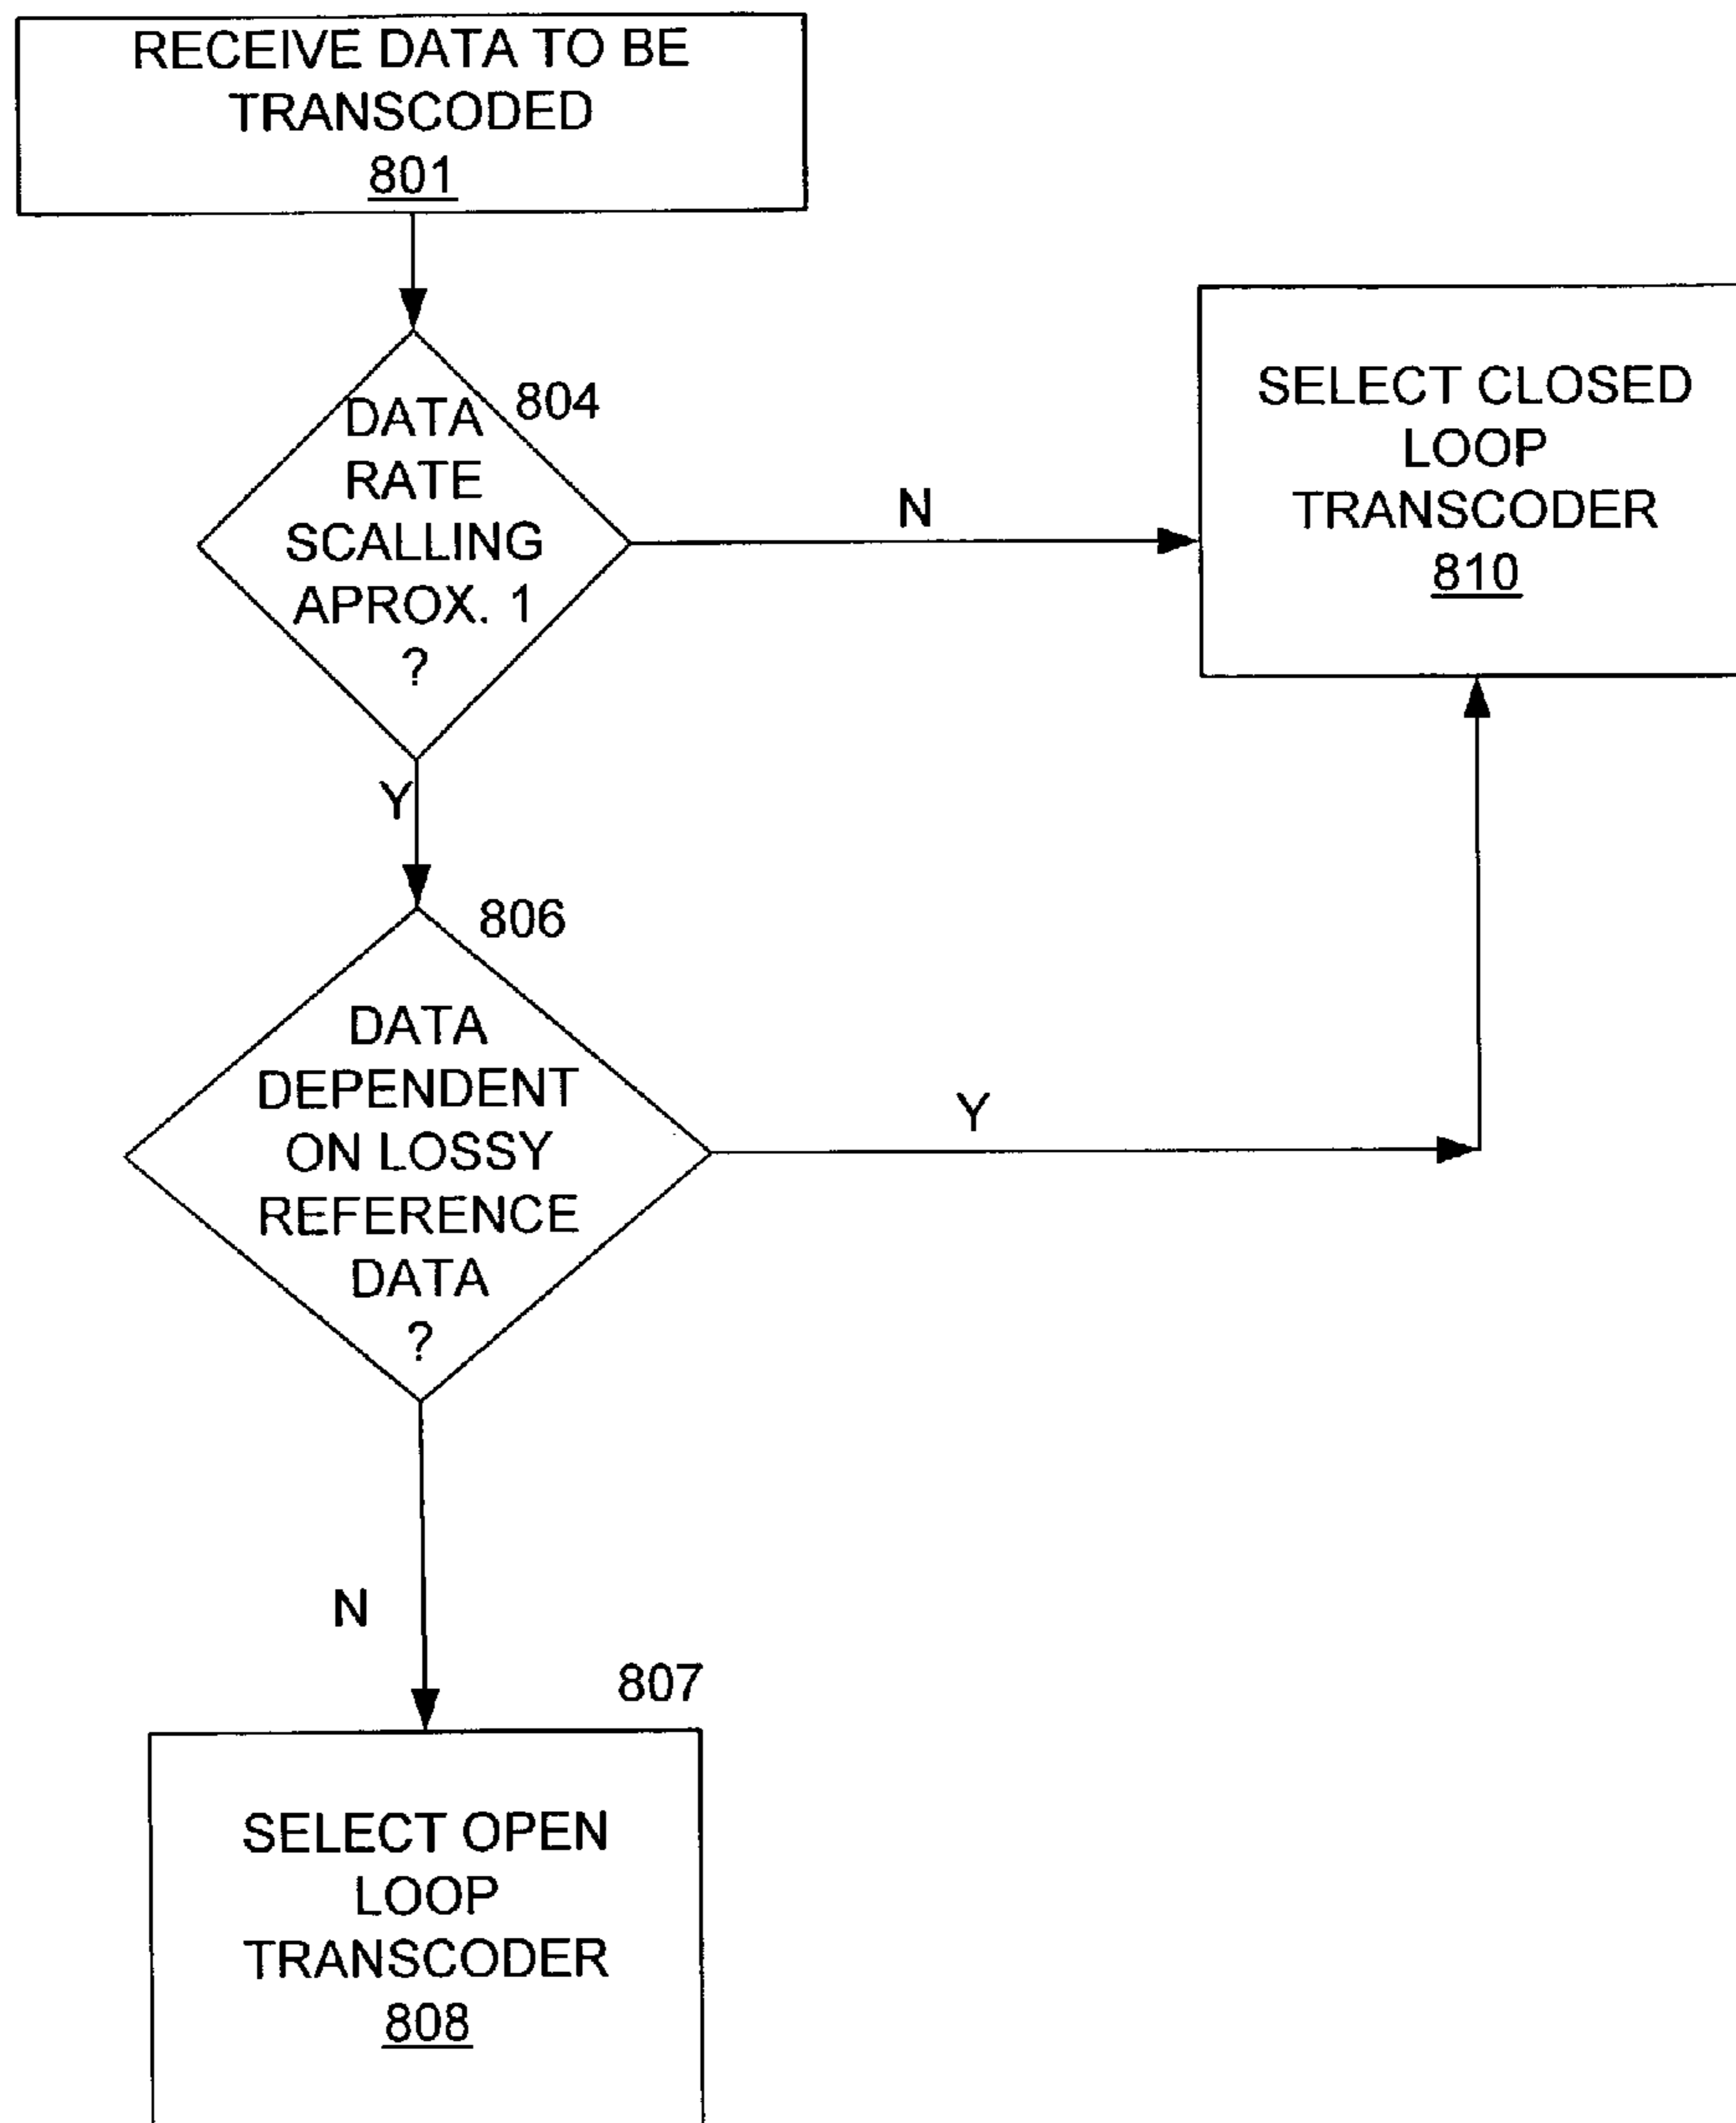 RECEIVE DATA TO BE
TRANSCODED
801
804
DATA
RATE
SCALLING
APROX. 1
?
N
SELECT CLOSED
LOOP
TRANSCODER
810
Y
806
DATA
DEPENDENT
ON LOSSY
REFERENCE
DATA
?
Y
N
807
SELECT OPEN
LOOP
TRANSCODER
808